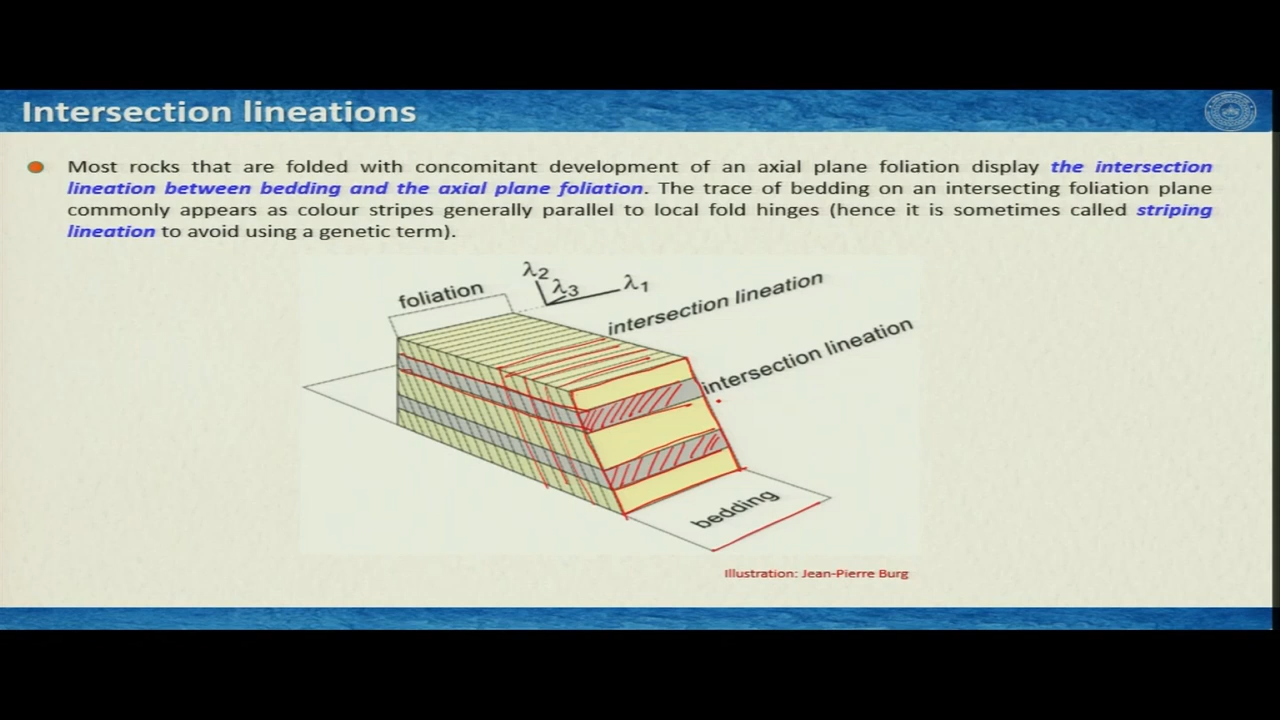 Intersection lineations
Most rocks that are folded with concomitant development of an axial plane foliation display the intersection
lineation between bedding and the axial plane foliation. The trace of bedding on an intersecting foliation plane
commonly appears as colour stripes generally parallel to local fold hinges (hence it is sometimes called striping
lineation to avoid using a genetic term).
λ2
λ3
λ1
foliation
intersection lineation
intersection lineation
bedding
Illustration: Jean-Pierre Burg